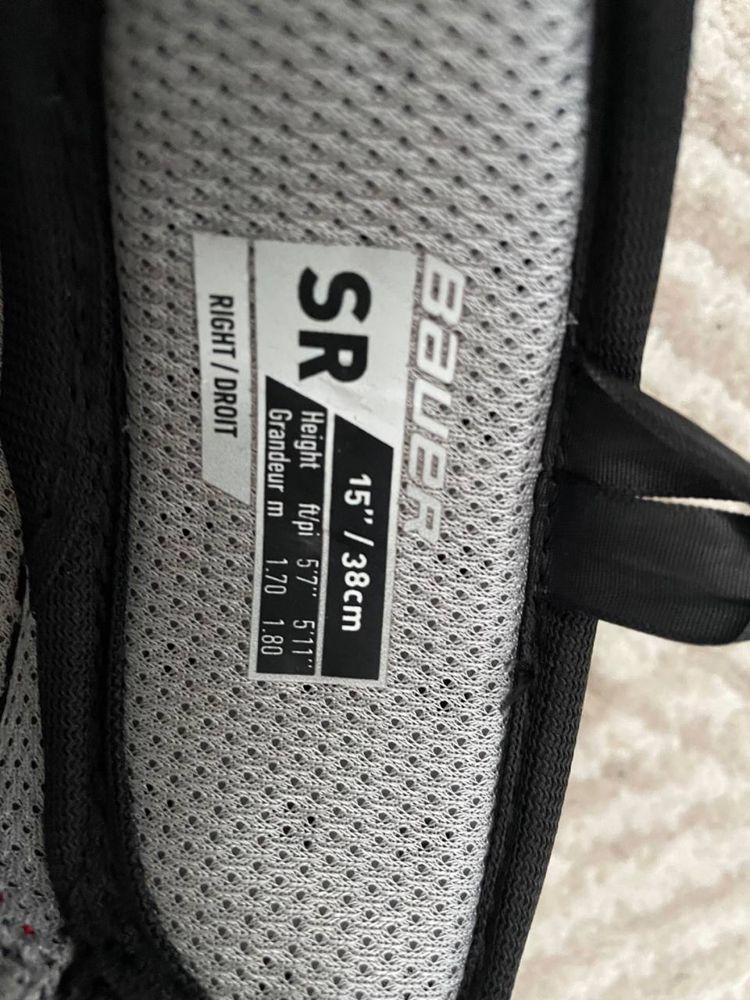 BAUER
SR
15" / 38cm
Height ft/pi 5'7" 5'11"
Grandeur m 1.70 1.80
RIGHT / DROIT